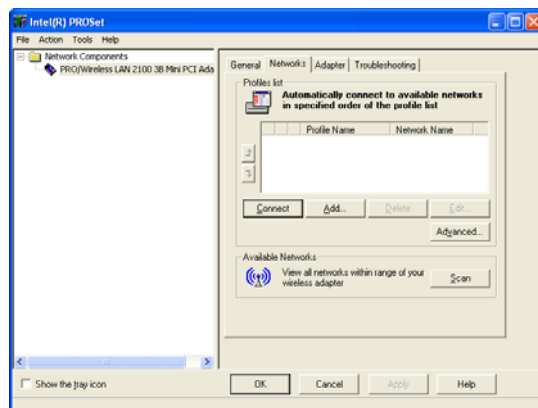 Intel(R) PROSet
File Action Tools Help
Network Components
PRO/Wireless LAN 2100 3B Mini PCI Ada
General Networks Adapter Troubleshooting
Profiles list
Automatically connect to available networks
in specified order of the profile list
Profile Name Network Name
Connect Add... Delete Edit...
Advanced...
Available Networks
View all networks within range of your
wireless adapter
Scan
Show the tray icon
OK Cancel Apply Help